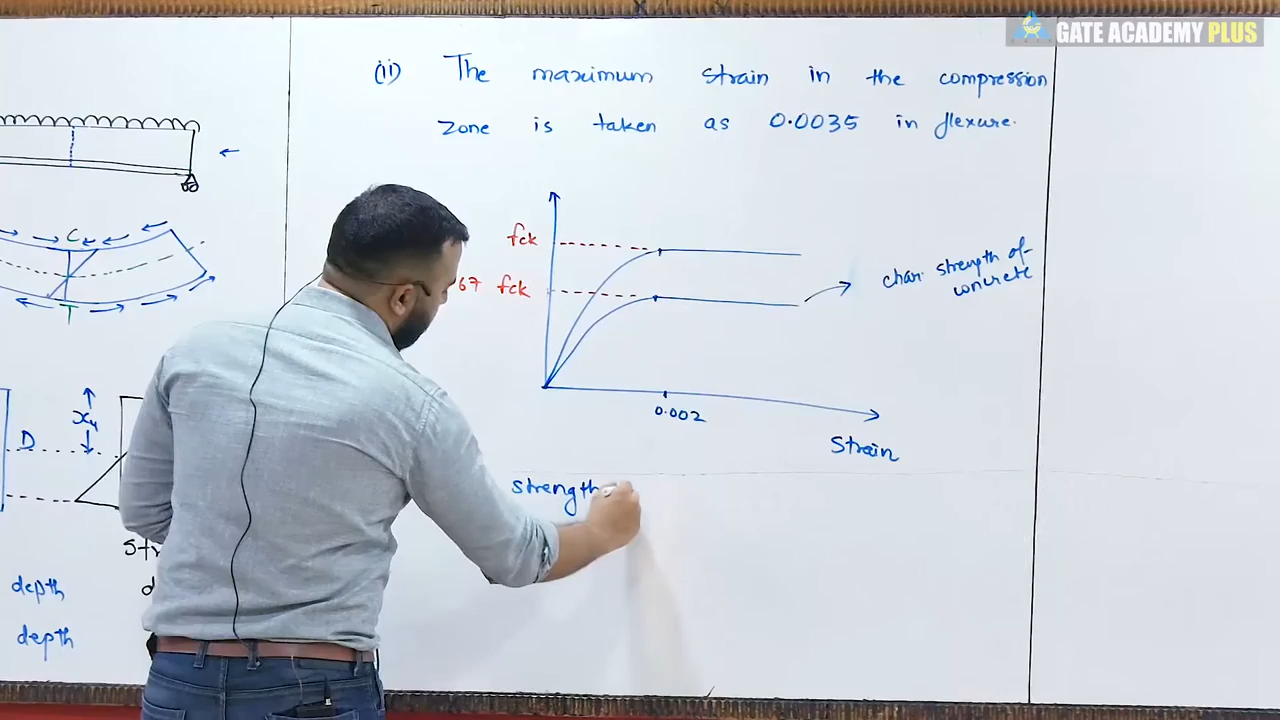 GATE ACADEMY PLUS
(ii) The maximum strain in the compression
zone is taken as 0.0035 in flexure.
C
T
fck
67 fck
char. strength of
concrete
0.002
Strain
xu
D
strength
depth
depth